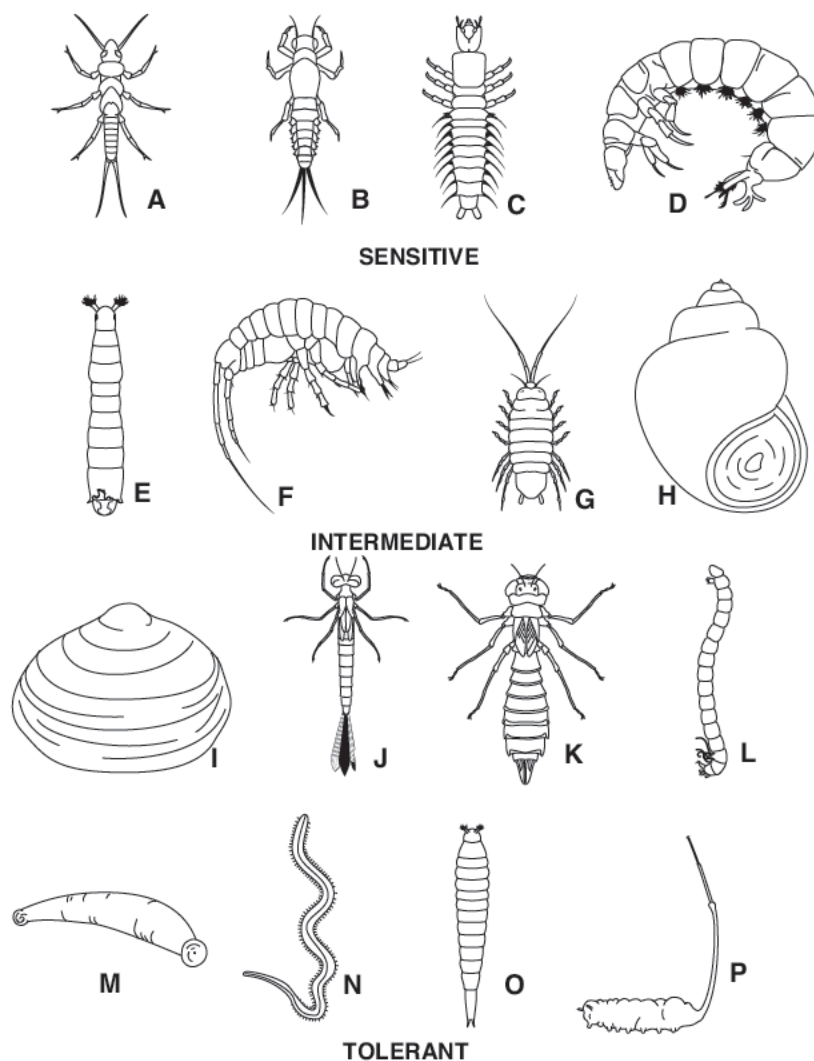 A B C D
SENSITIVE
E F G H
INTERMEDIATE
I J K L
M N O P
TOLERANT